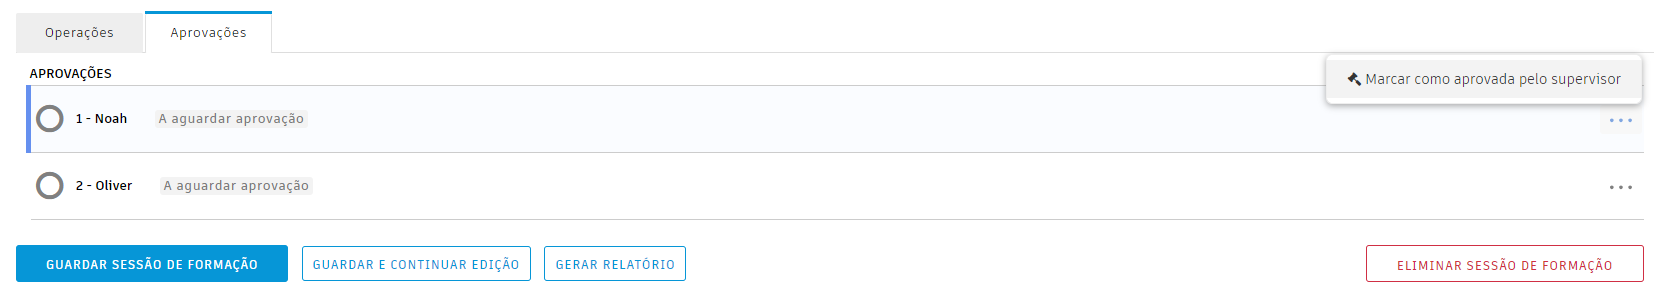 Operações
Aprovações
APROVAÇÕES
Marcar como aprovada pelo supervisor
1 - Noah A aguardar aprovação
2 - Oliver A aguardar aprovação
GUARDAR SESSÃO DE FORMAÇÃO
GUARDAR E CONTINUAR EDIÇÃO
GERAR RELATÓRIO
ELIMINAR SESSÃO DE FORMAÇÃO